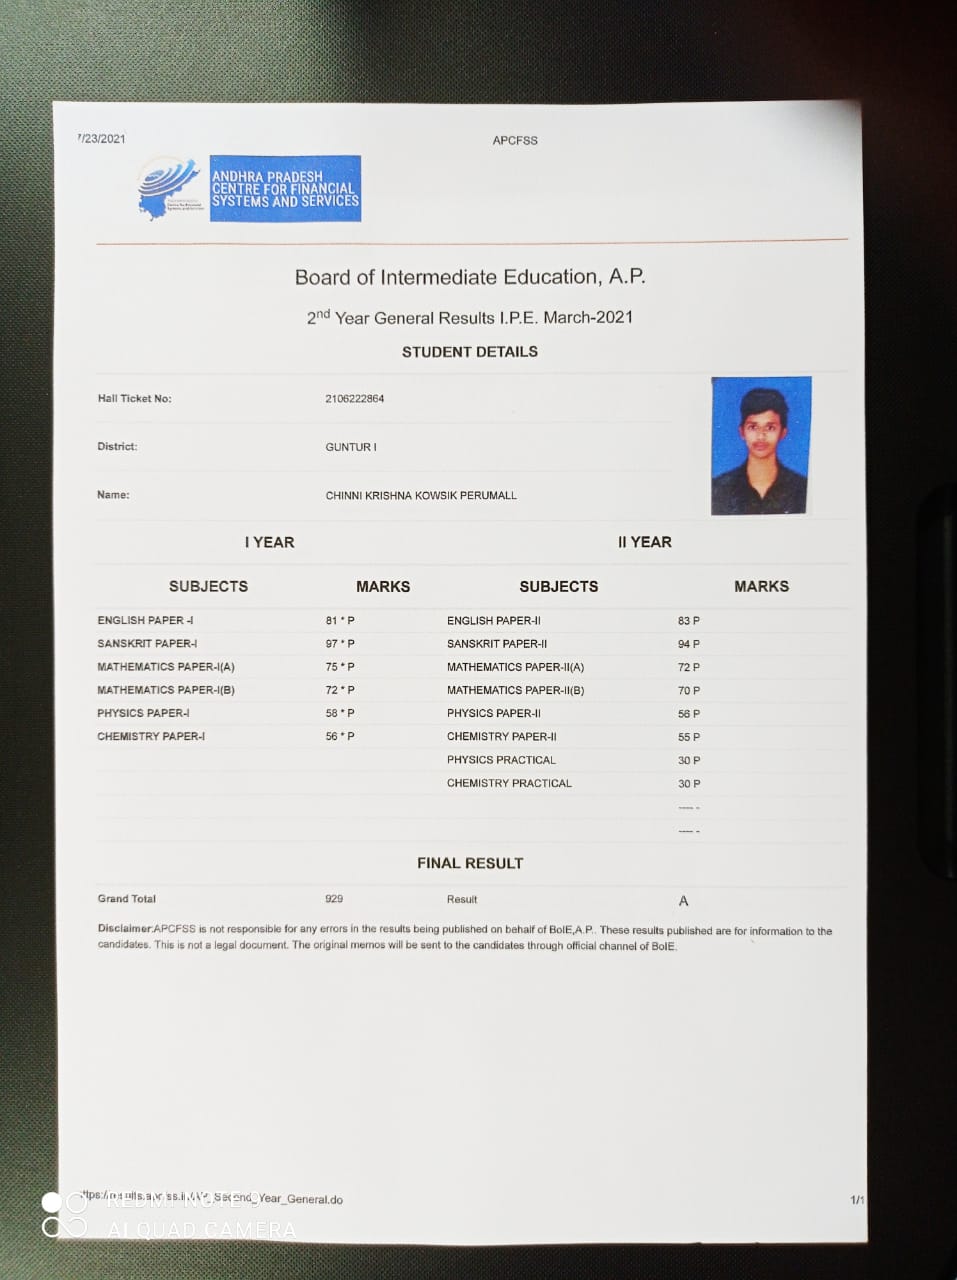 7/23/2021
APCFSS
ANDHRA PRADESH
CENTRE FOR FINANCIAL
SYSTEMS AND SERVICES
Board of Intermediate Education, A.P.
2nd Year General Results I.P.E. March-2021
STUDENT DETAILS
Hall Ticket No: 2106222864
District: GUNTUR I
Name: CHINNI KRISHNA KOWSIK PERUMALL
I YEAR II YEAR
SUBJECTS MARKS SUBJECTS MARKS
ENGLISH PAPER -I 81 * P ENGLISH PAPER-II 83 P
SANSKRIT PAPER-I 97 * P SANSKRIT PAPER-II 94 P
MATHEMATICS PAPER-I(A) 75 * P MATHEMATICS PAPER-II(A) 72 P
MATHEMATICS PAPER-I(B) 72 * P MATHEMATICS PAPER-II(B) 70 P
PHYSICS PAPER-I 58 * P PHYSICS PAPER-II 56 P
CHEMISTRY PAPER-I 56 * P CHEMISTRY PAPER-II 55 P
PHYSICS PRACTICAL 30 P
CHEMISTRY PRACTICAL 30 P
---- -
---- -
FINAL RESULT
Grand Total 929 Result A
Disclaimer:APCFSS is not responsible for any errors in the results being published on behalf of BoIE,A.P.. These results published are for information to the
candidates. This is not a legal document. The original memos will be sent to the candidates through official channel of BoIE.
Second_Year_General.do 1/1
REDMI NOTE 9
AI QUAD CAMERA